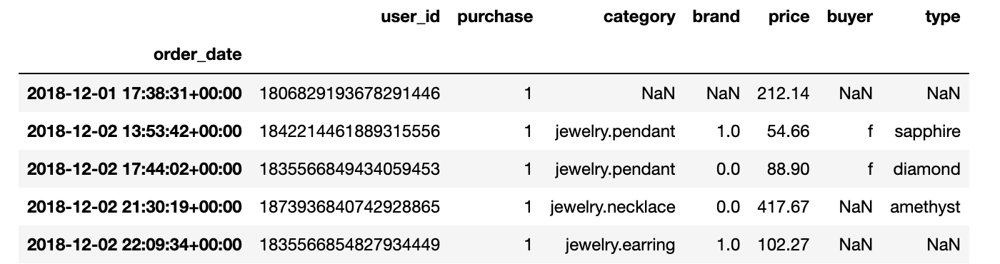 user_id purchase category brand price buyer type
order_date
2018-12-01 17:38:31+00:00 1806829193678291446 1 NaN NaN 212.14 NaN NaN
2018-12-02 13:53:42+00:00 1842214461889315556 1 jewelry.pendant 1.0 54.66 f sapphire
2018-12-02 17:44:02+00:00 1835566849434059453 1 jewelry.pendant 0.0 88.90 f diamond
2018-12-02 21:30:19+00:00 1873936840742928865 1 jewelry.necklace 0.0 417.67 NaN amethyst
2018-12-02 22:09:34+00:00 1835566854827934449 1 jewelry.earring 1.0 102.27 NaN NaN